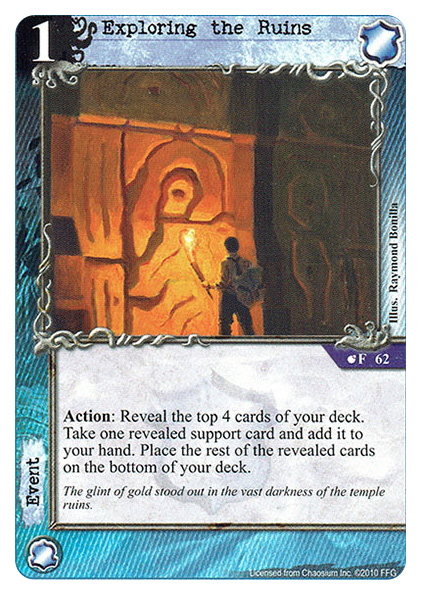 1
Exploring the Ruins
Illus. Raymond Bonilla
F 62
Action: Reveal the top 4 cards of your deck.
Take one revealed support card and add it to
your hand. Place the rest of the revealed cards
on the bottom of your deck.
The glint of gold stood out in the vast darkness of the temple
ruins.
Event
Licensed from Chaosium Inc. ©2010 FFG